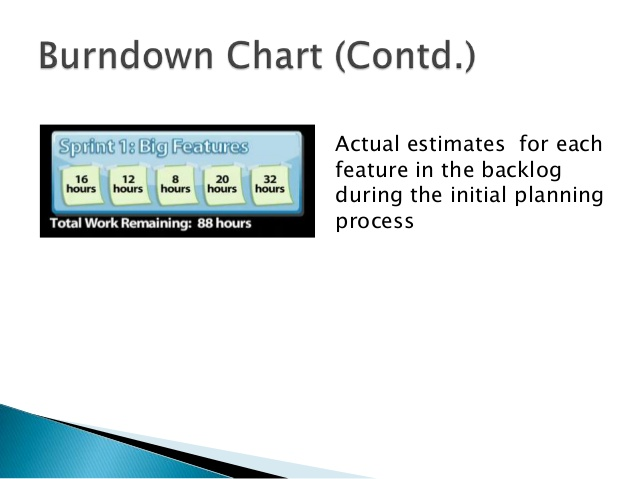 Burndown Chart (Contd.)
Sprint 1: Big Features
16 hours
12 hours
8 hours
20 hours
32 hours
Total Work Remaining: 88 hours
Actual estimates for each
feature in the backlog
during the initial planning
process